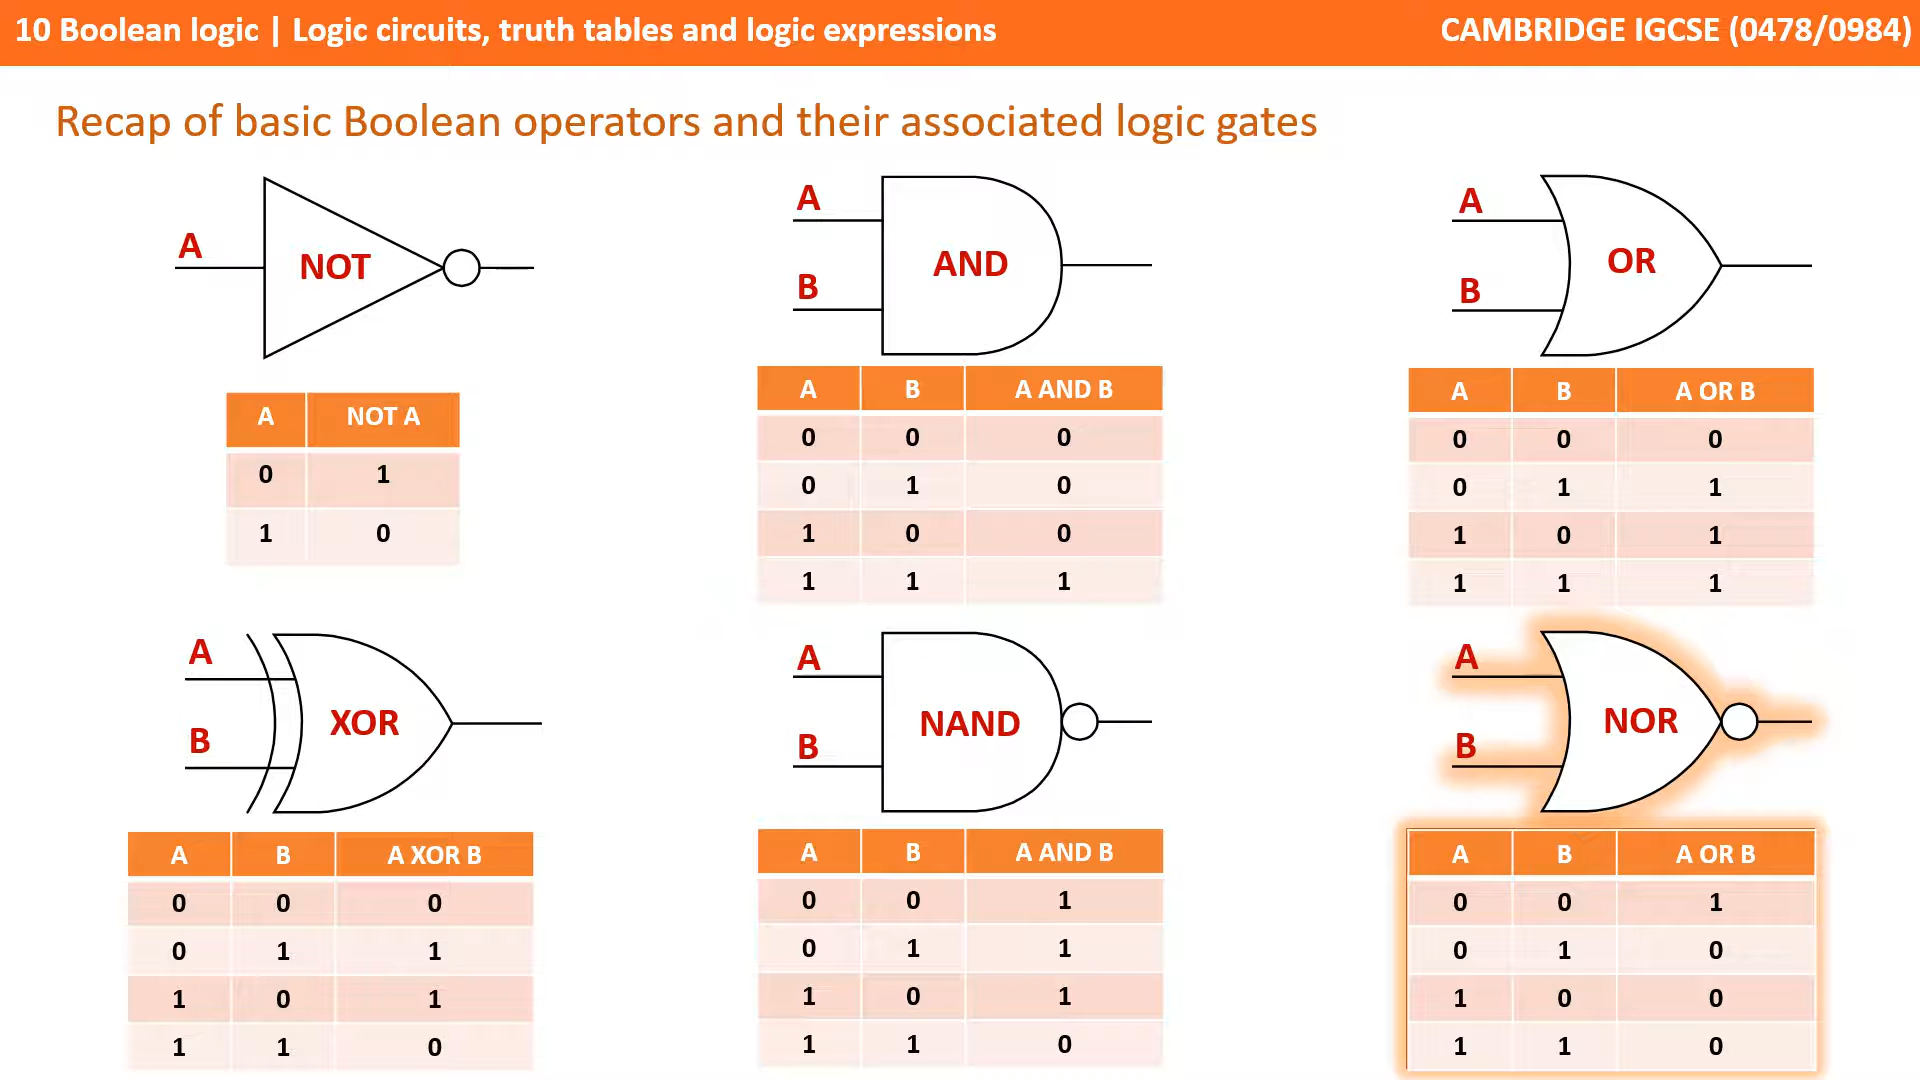 10 Boolean logic | Logic circuits, truth tables and logic expressions
CAMBRIDGE IGCSE (0478/0984)
Recap of basic Boolean operators and their associated logic gates
A
NOT
A NOT A
0 1
1 0
A
B
AND
A B A AND B
0 0 0
0 1 0
1 0 0
1 1 1
A
B
OR
A B A OR B
0 0 0
0 1 1
1 0 1
1 1 1
A
B
XOR
A B A XOR B
0 0 0
0 1 1
1 0 1
1 1 0
A
B
NAND
A B A AND B
0 0 1
0 1 1
1 0 1
1 1 0
A
B
NOR
A B A OR B
0 0 1
0 1 0
1 0 0
1 1 0